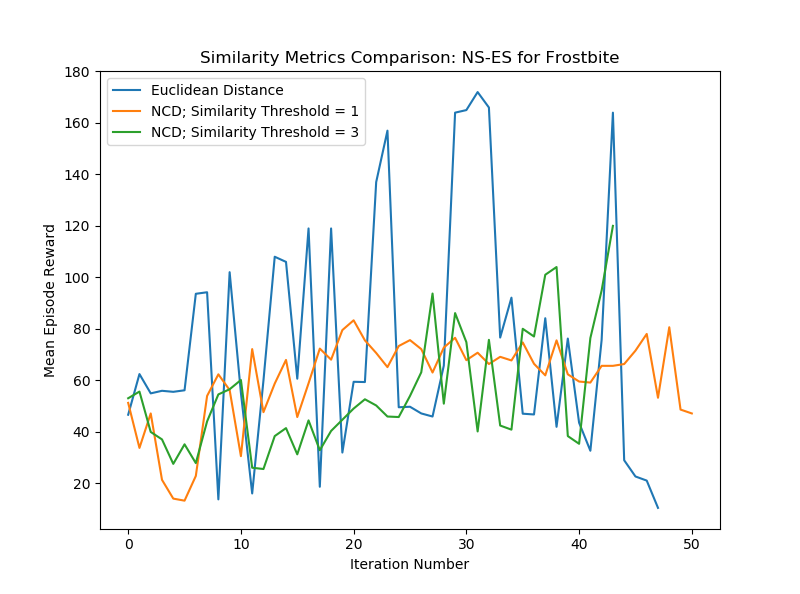 Similarity Metrics Comparison: NS-ES for Frostbite
Euclidean Distance
NCD; Similarity Threshold = 1
NCD; Similarity Threshold = 3
Mean Episode Reward
180
160
140
120
100
80
60
40
20
0
10
20
30
40
50
Iteration Number